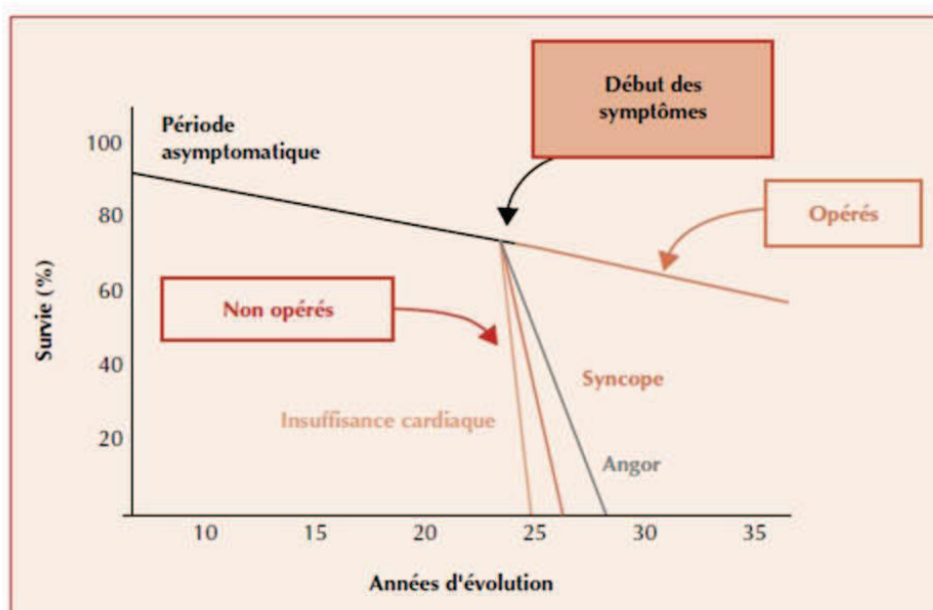 Début des
symptômes
Période
asymptomatique
Opérés
Non opérés
Syncope
Insuffisance cardiaque
Angor
Survie (%)
100
80
60
40
20
10 15 20 25 30 35
Années d'évolution